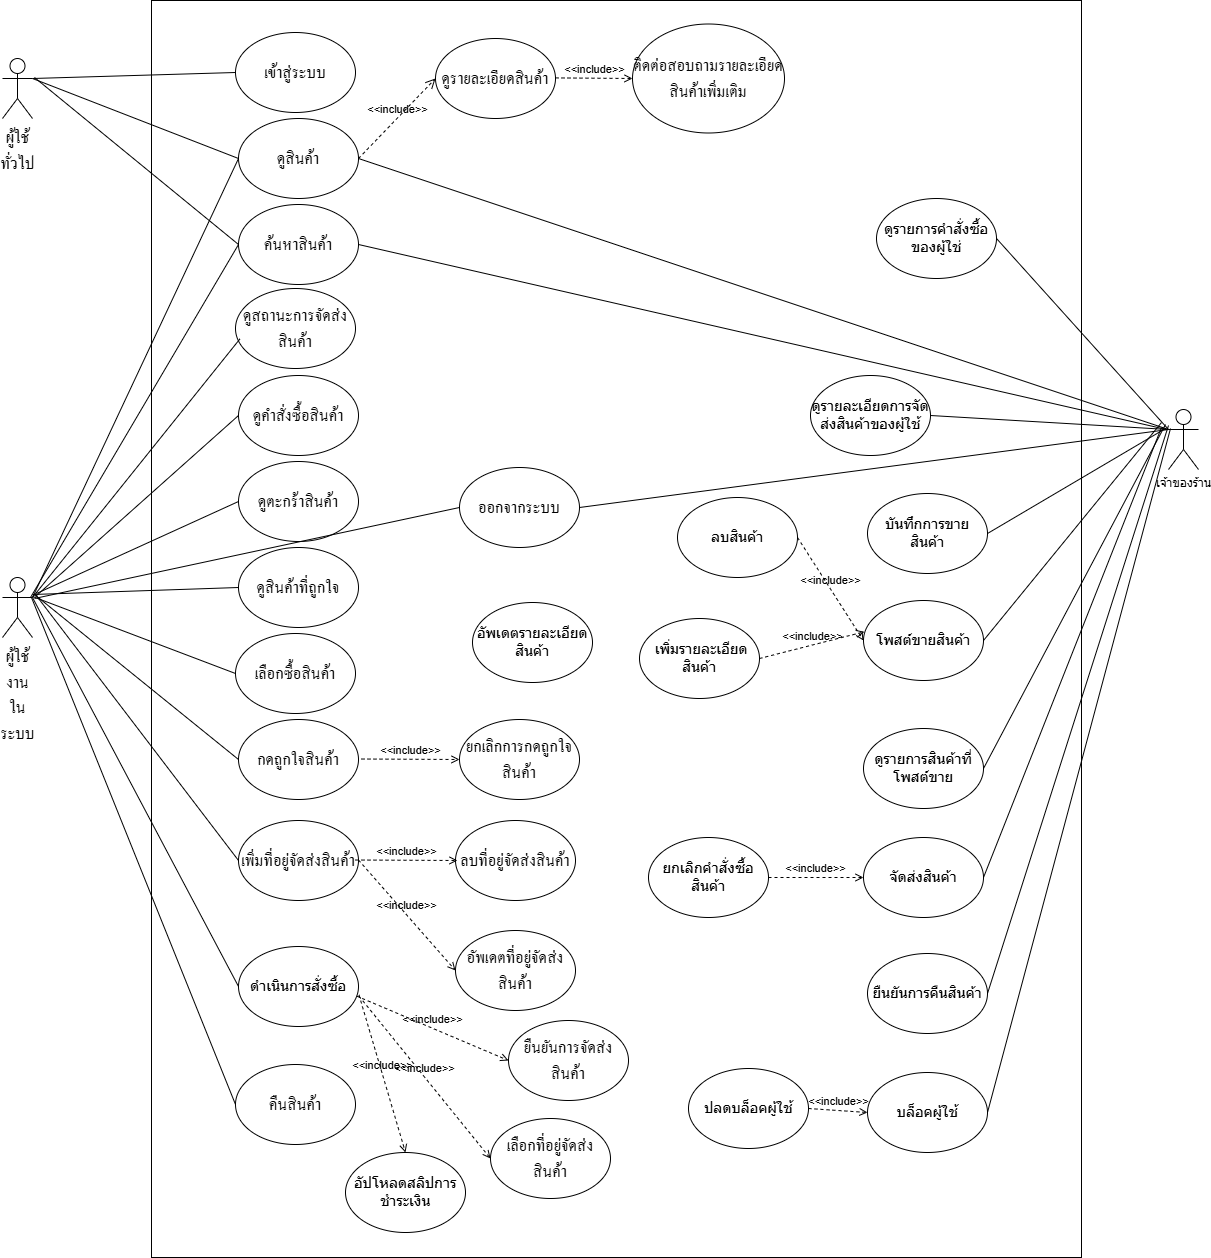 เข้าสู่ระบบ
ดูรายละเอียดสินค้า
<<include>>
ติดต่อสอบถามรายละเอียด
สินค้าเพิ่มเติม
<<include>>
ผู้ใช้
ทั่วไป
ดูสินค้า
ค้นหาสินค้า
ดูรายการคำสั่งซื้อ
ของผู้ใช่
ดูสถานะการจัดส่ง
สินค้า
ดูคำสั่งซื้อสินค้า
ดูรายละเอียดการจัด
ส่งสินค้าของผู้ใช้
เจ้าของร้าน
ดูตะกร้าสินค้า
ออกจากระบบ
ลบสินค้า
บันทึกการขาย
สินค้า
<<include>>
ดูสินค้าที่ถูกใจ
อัพเดตรายละเอียด
สินค้า
เพิ่มรายละเอียด
สินค้า
<<include>>
โพสต์ขายสินค้า
ผู้ใช้
งาน
ใน
ระบบ
เลือกซื้อสินค้า
กดถูกใจสินค้า
<<include>>
ยกเลิกการกดถูกใจ
สินค้า
ดูรายการสินค้าที่
โพสต์ขาย
เพิ่มที่อยู่จัดส่งสินค้า
<<include>>
ลบที่อยู่จัดส่งสินค้า
ยกเลิกคำสั่งซื้อ
สินค้า
<<include>>
จัดส่งสินค้า
<<include>>
อัพเดตที่อยู่จัดส่ง
สินค้า
ดำเนินการสั่งซื้อ
ยืนยันการคืนสินค้า
<<include>>
ยืนยันการจัดส่ง
สินค้า
<<include>>
<<include>>
คืนสินค้า
ปลดบล็อคผู้ใช้
<<include>>
บล็อคผู้ใช้
เลือกที่อยู่จัดส่ง
สินค้า
อัปโหลดสลิปการ
ชำระเงิน